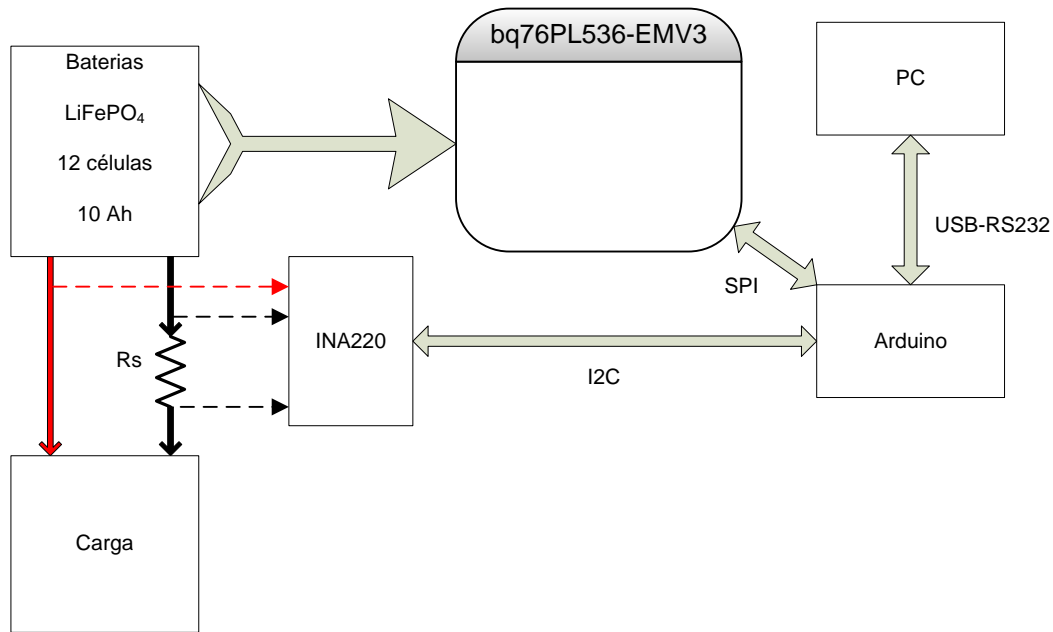 Baterias
LiFePO₄
12 células
10 Ah
bq76PL536-EMV3
PC
USB-RS232
SPI
INA220
Arduino
Rs
I2C
Carga